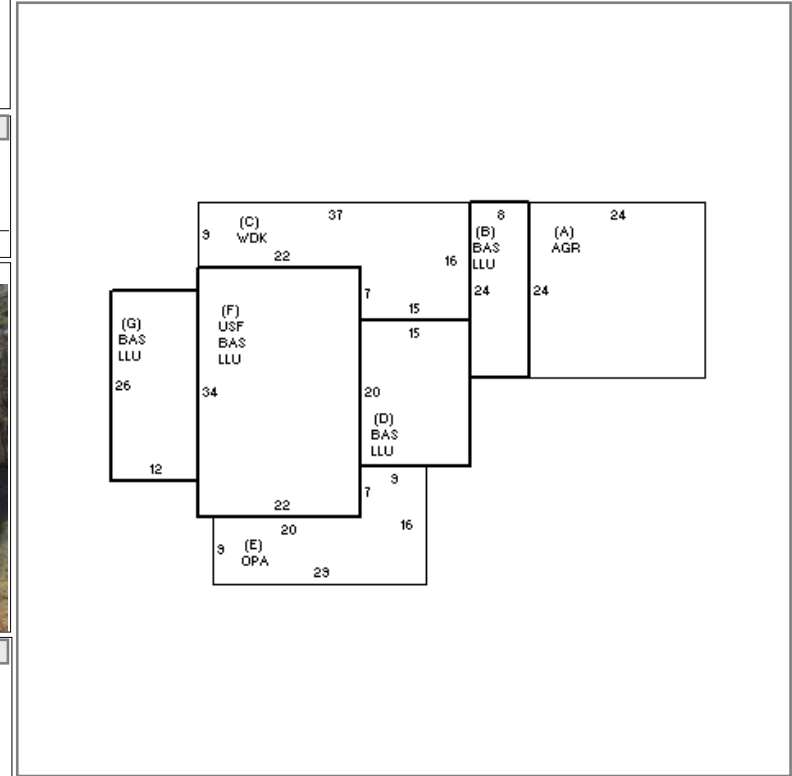 37
8
24
(C)
WDK
9
22
(B)
BAS
LLU
24
(A)
AGR
24
16
7
15
15
(G)
BAS
LLU
26
12
(F)
USF
BAS
LLU
34
22
20
(D)
BAS
LLU
9
7
16
20
9
(E)
OPA
29